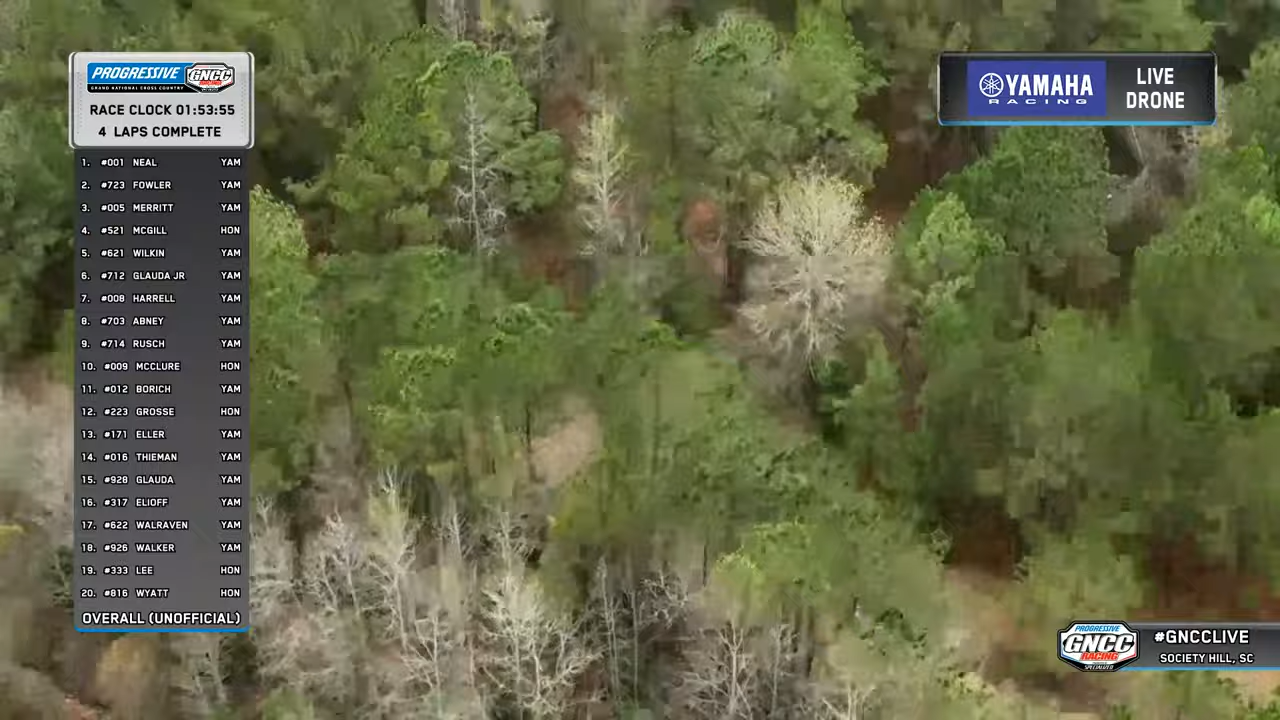 PROGRESSIVE GNCC
GRAND NATIONAL CROSS COUNTRY
RACE CLOCK 01:53:55
4 LAPS COMPLETE
1. #001 NEAL YAM
2. #723 FOWLER YAM
3. #005 MERRITT YAM
4. #521 MCGILL HON
5. #621 WILKIN YAM
6. #712 GLAUDA JR YAM
7. #008 HARRELL YAM
8. #703 ABNEY YAM
9. #714 RUSCH YAM
10. #009 MCCLURE HON
11. #012 BORICH YAM
12. #223 GROSSE HON
13. #171 ELLER YAM
14. #016 THIEMAN YAM
15. #928 GLAUDA YAM
16. #317 ELIOFF YAM
17. #622 WALRAVEN YAM
18. #926 WALKER YAM
19. #333 LEE HON
20. #816 WYATT HON
OVERALL (UNOFFICIAL)
YAMAHA
RACING
LIVE
DRONE
PROGRESSIVE
GNCC
RACING
SPECIALIZED
#GNCCLIVE
SOCIETY HILL, SC